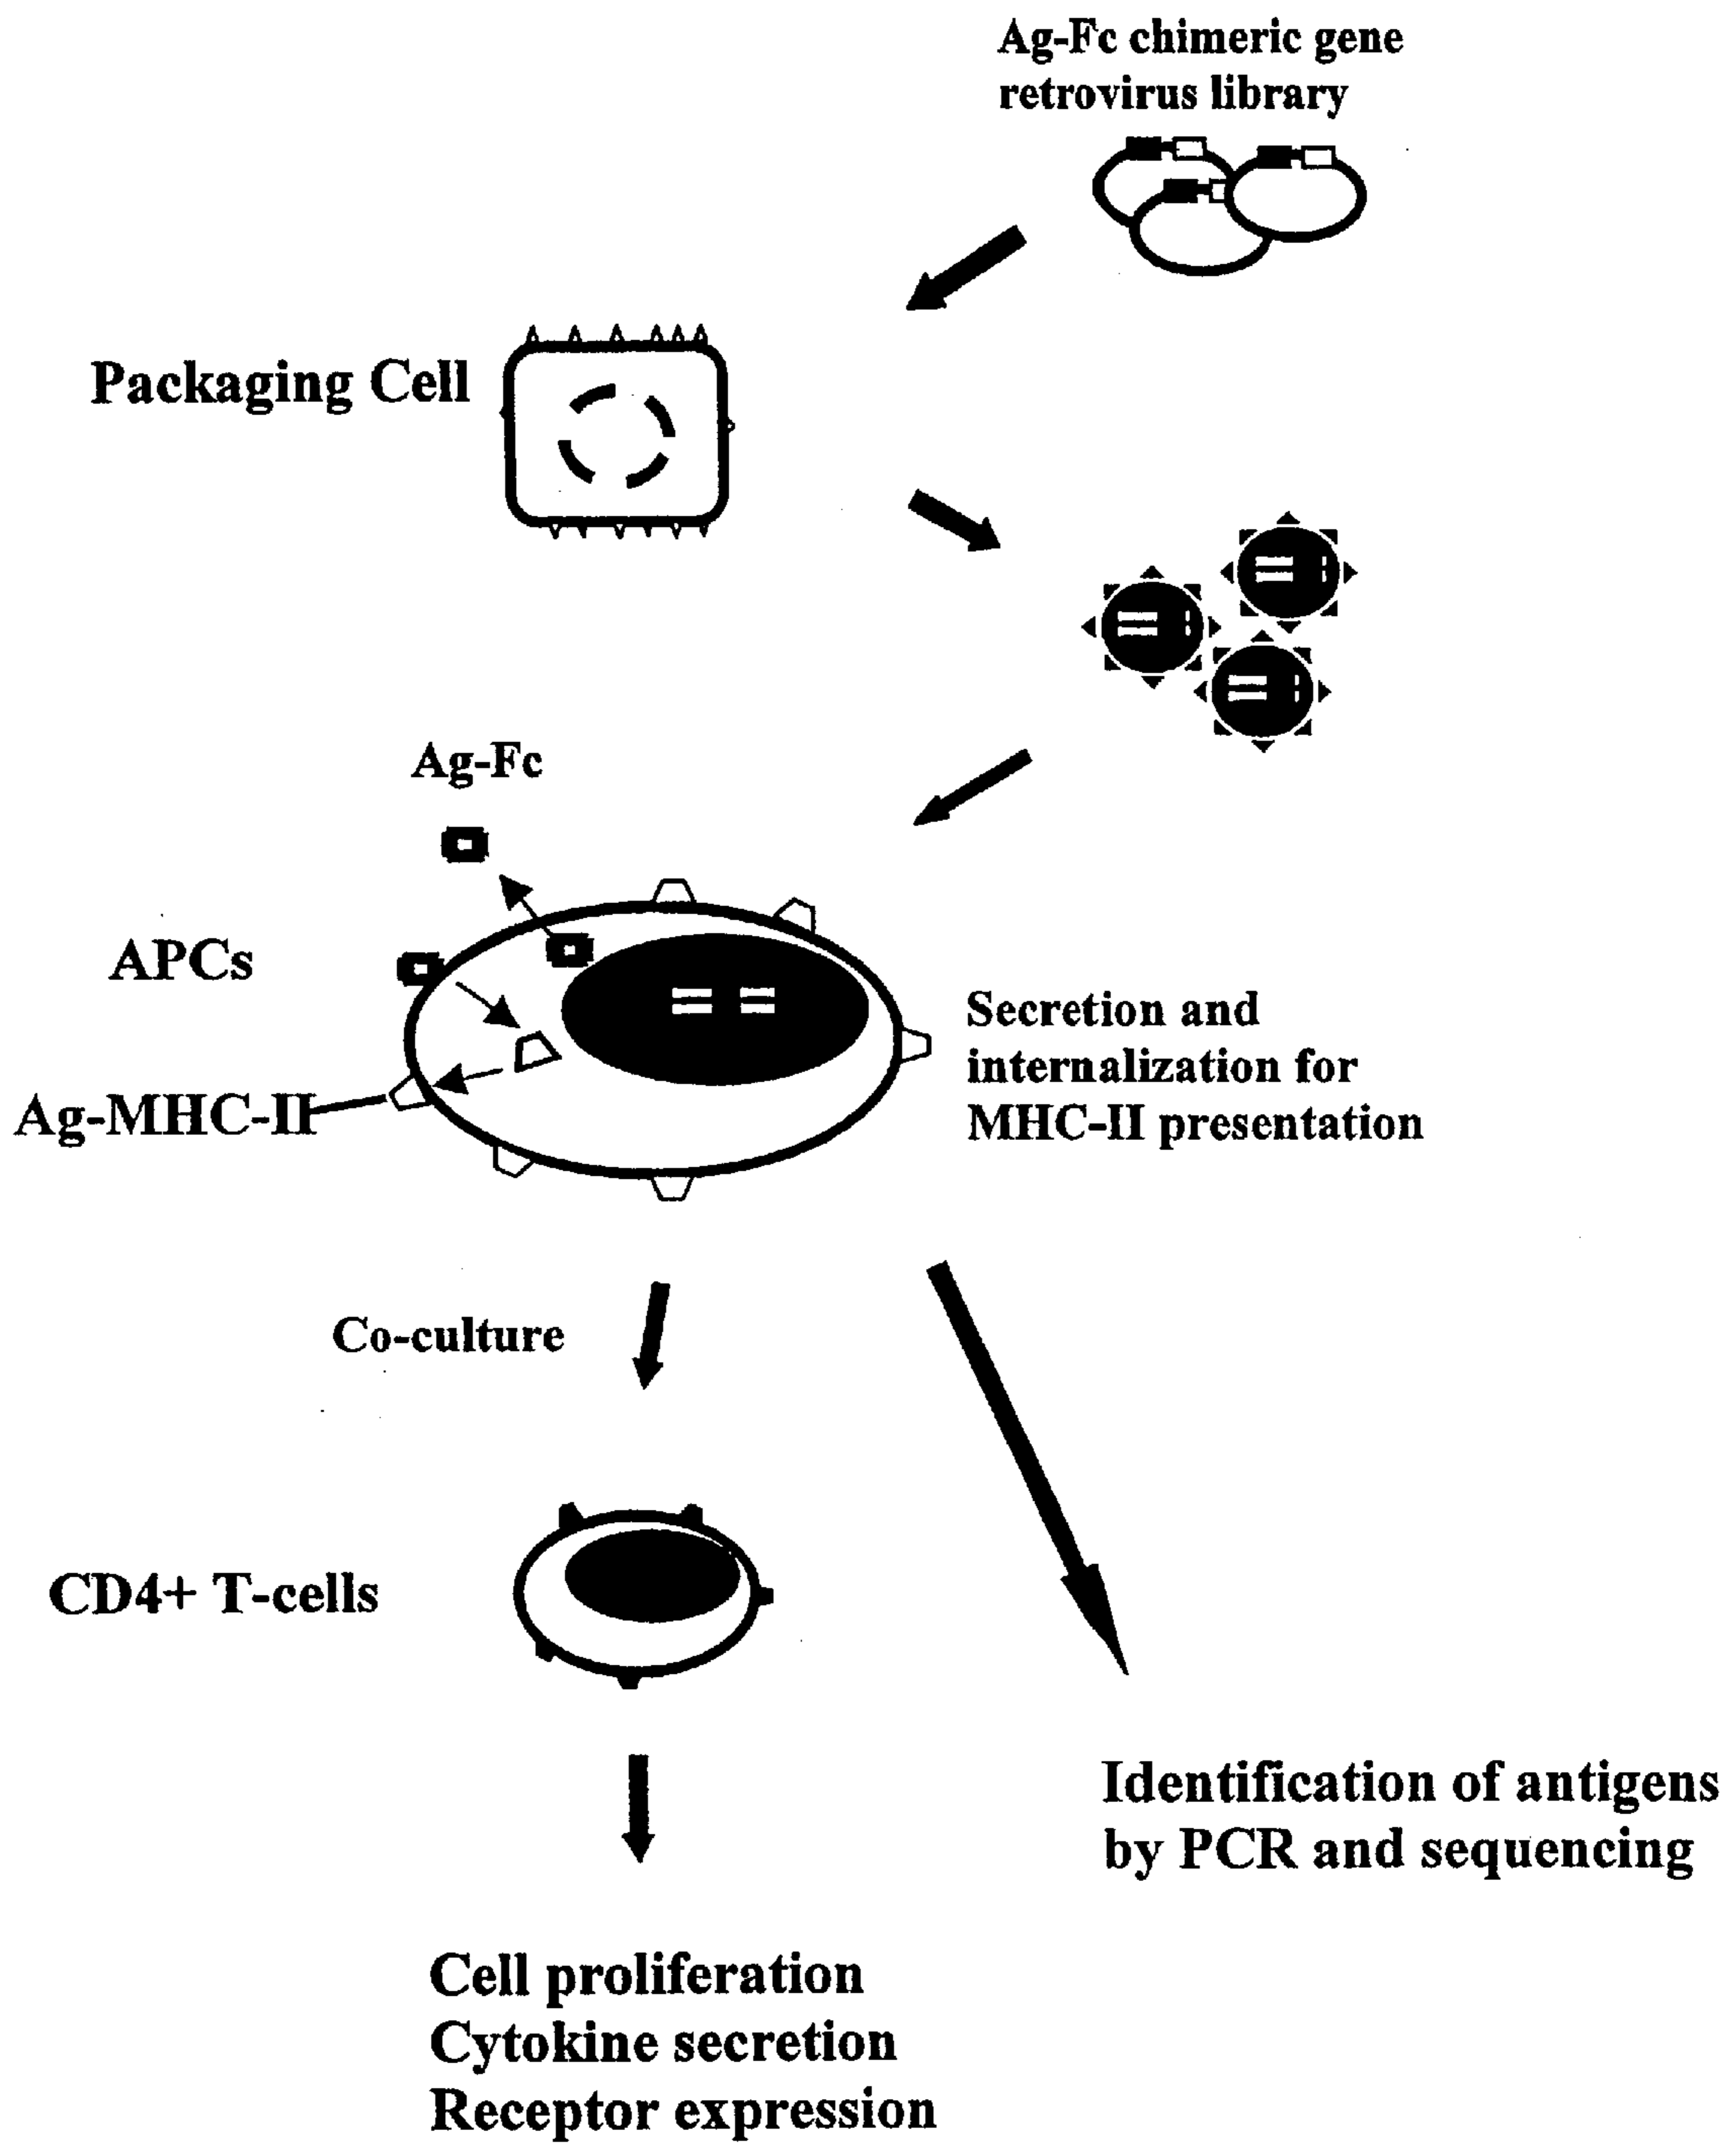 Ag-Fc chimeric gene
retrovirus library
Packaging Cell
Ag-Fc
APCs
Secretion and
internalization for
MHC-II presentation
Ag-MHC-II
Co-culture
CD4+ T-cells
Identification of antigens
by PCR and sequencing
Cell proliferation
Cytokine secretion
Receptor expression